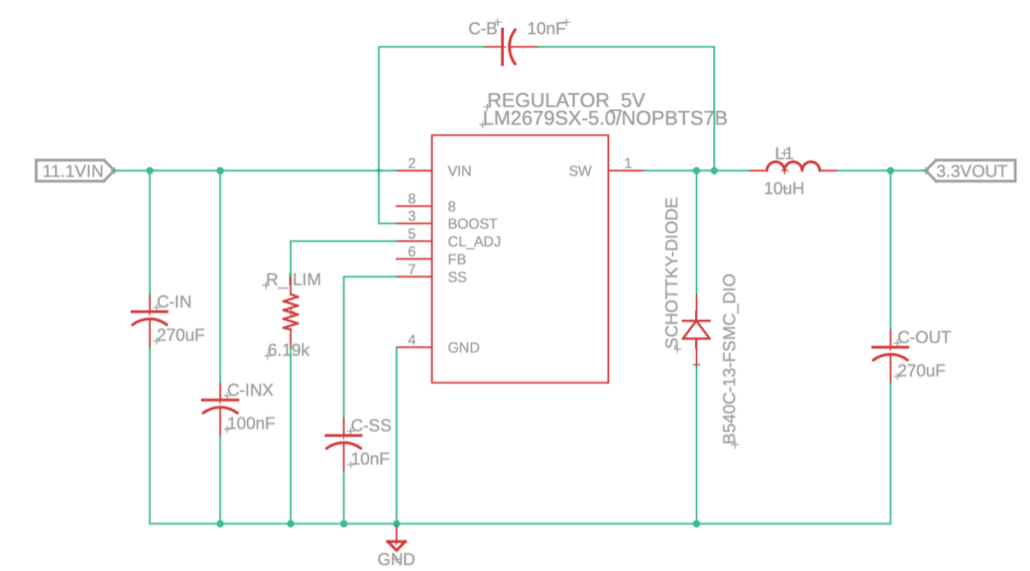 C-B 10nF
REGULATOR_5V
LM2679SX-5.0/NOPBTS7B
11.1VIN
2 VIN
SW 1
L1
10uH
3.3VOUT
8 8
3 BOOST
5 CL_ADJ
6 FB
7 SS
4 GND
R_ILIM
6.19k
C-IN
270uF
C-INX
100nF
C-SS
10nF
SCHOTTKY-DIODE
B540C-13-FSMC_DIO
C-OUT
270uF
GND